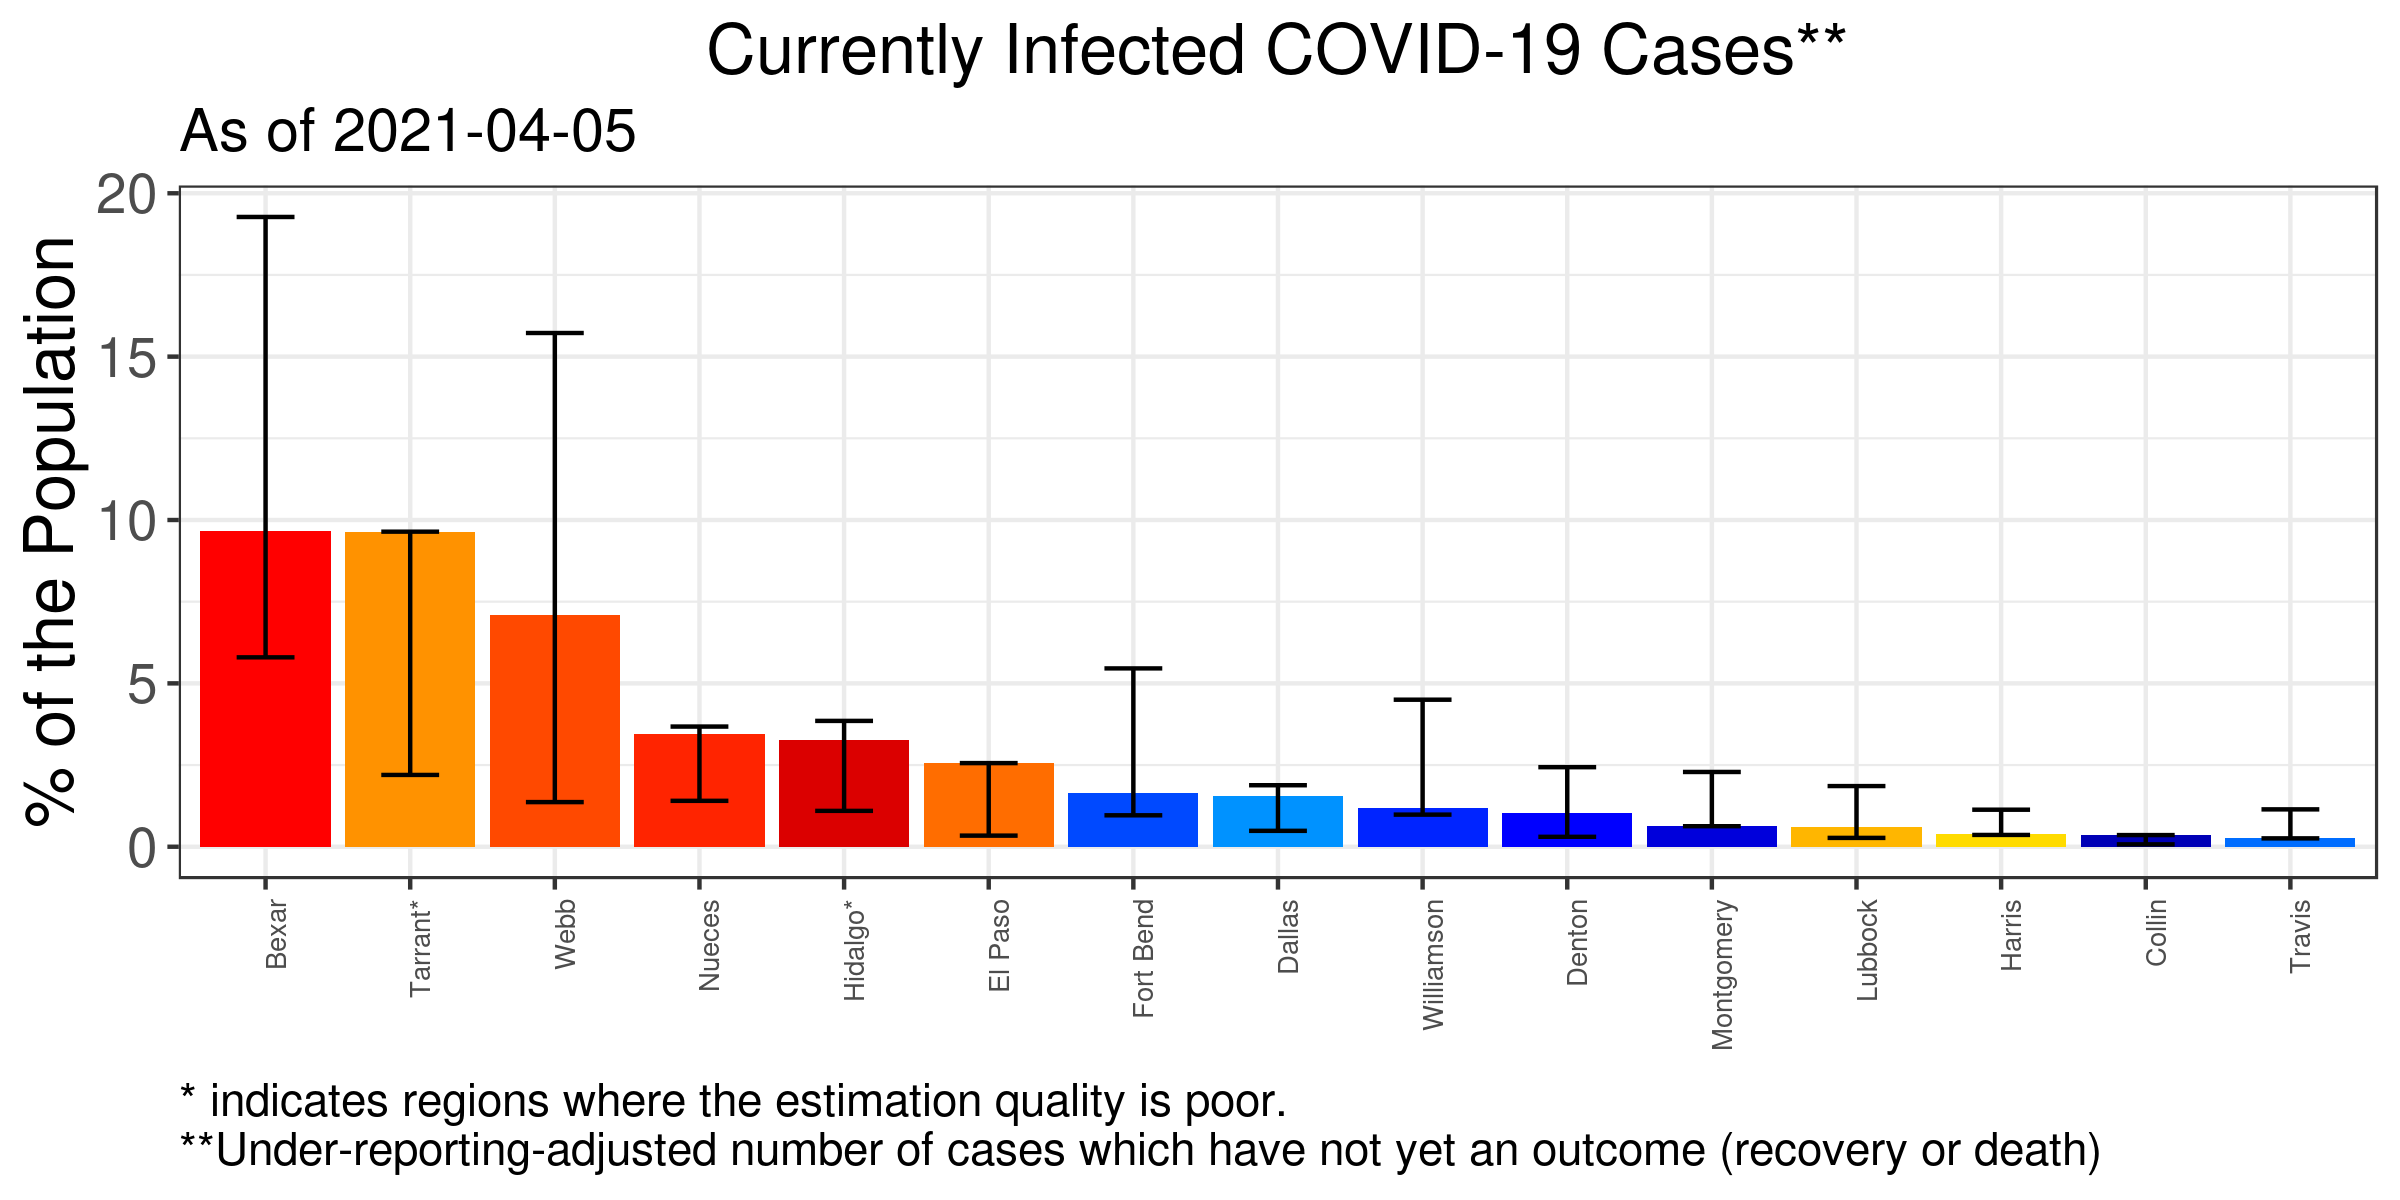 Currently Infected COVID-19 Cases**
As of 2021-04-05
% of the Population
20
15
10
5
0
Bexar
Tarrant*
Webb
Nueces
Hidalgo*
El Paso
Fort Bend
Dallas
Williamson
Denton
Montgomery
Lubbock
Harris
Collin
Travis
* indicates regions where the estimation quality is poor.
**Under-reporting-adjusted number of cases which have not yet an outcome (recovery or death)